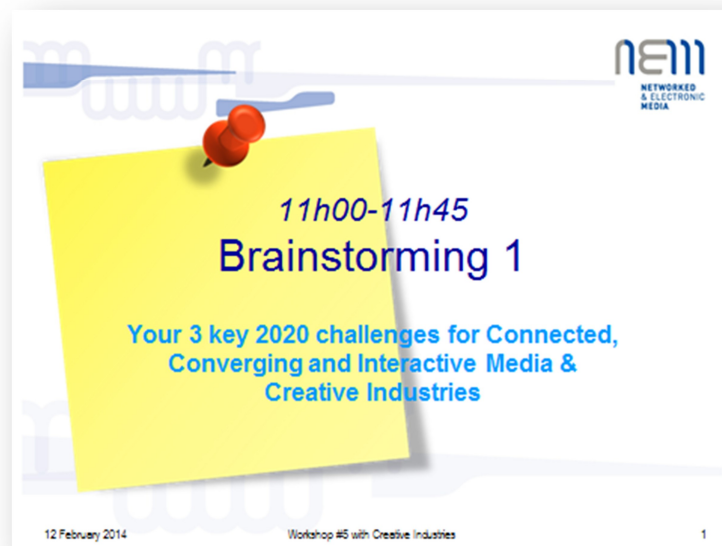 nem
NETWORKED
& ELECTRONIC
MEDIA
11h00-11h45
Brainstorming 1
Your 3 key 2020 challenges for Connected,
Converging and Interactive Media &
Creative Industries
12 February 2014
Workshop #5 with Creative Industries
1